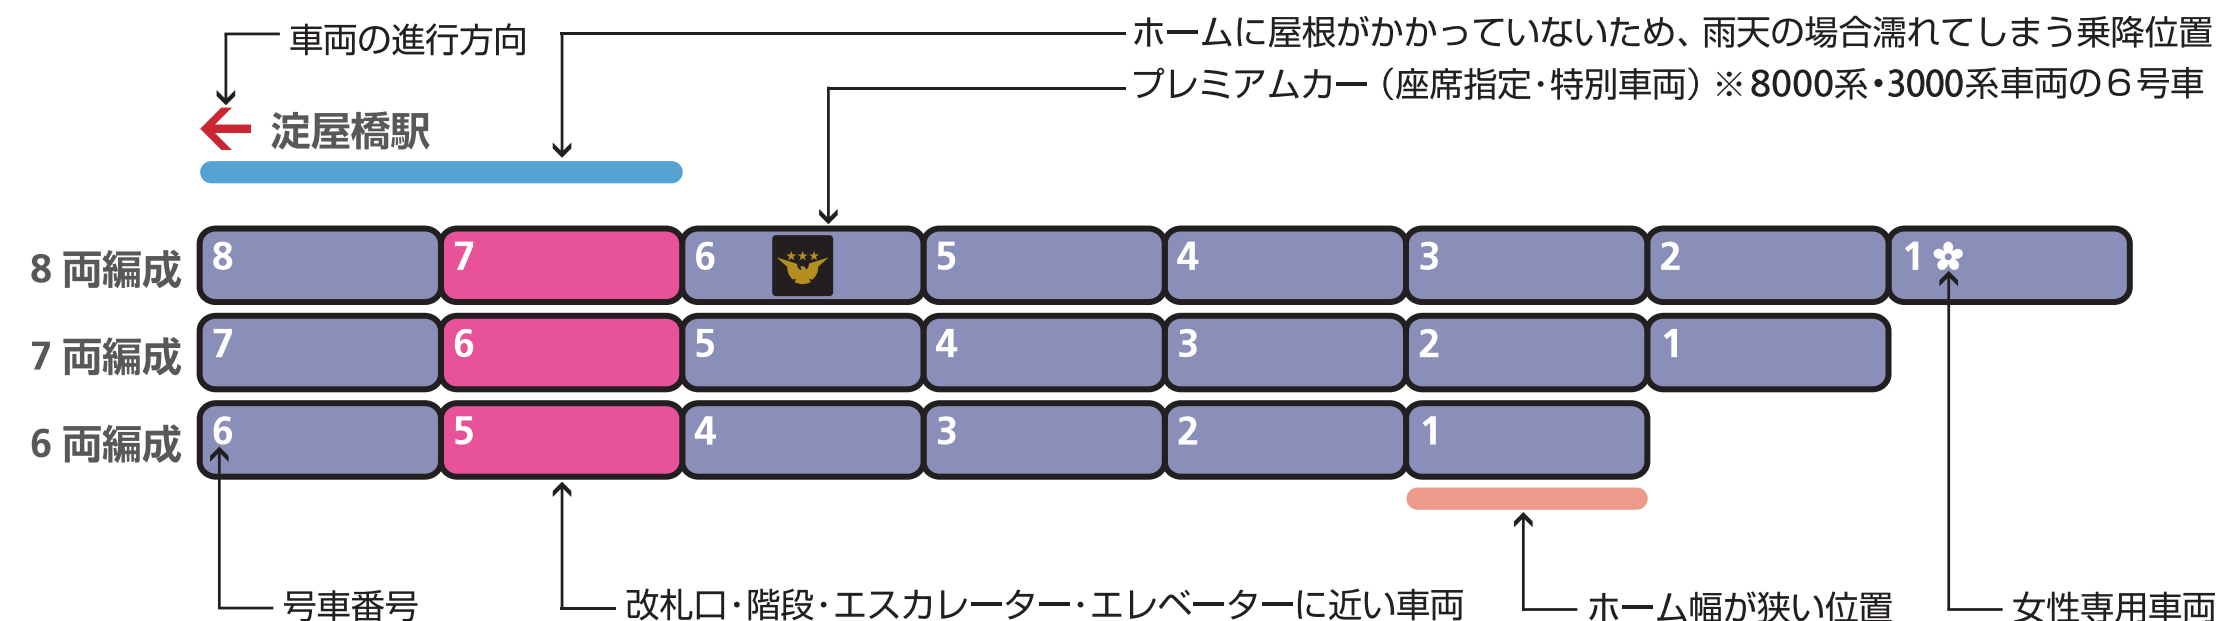 車両の進行方向
ホームに屋根がかかっていないため、雨天の場合濡れてしまう乗降位置
プレミアムカー（座席指定・特別車両）※8000系・3000系車両の６号車
淀屋橋駅
8 両編成
8 7 6 5 4 3 2 1
7 両編成
7 6 5 4 3 2 1
6 両編成
6 5 4 3 2 1
号車番号
改札口・階段・エスカレーター・エレベーターに近い車両
ホーム幅が狭い位置
女性専用車両